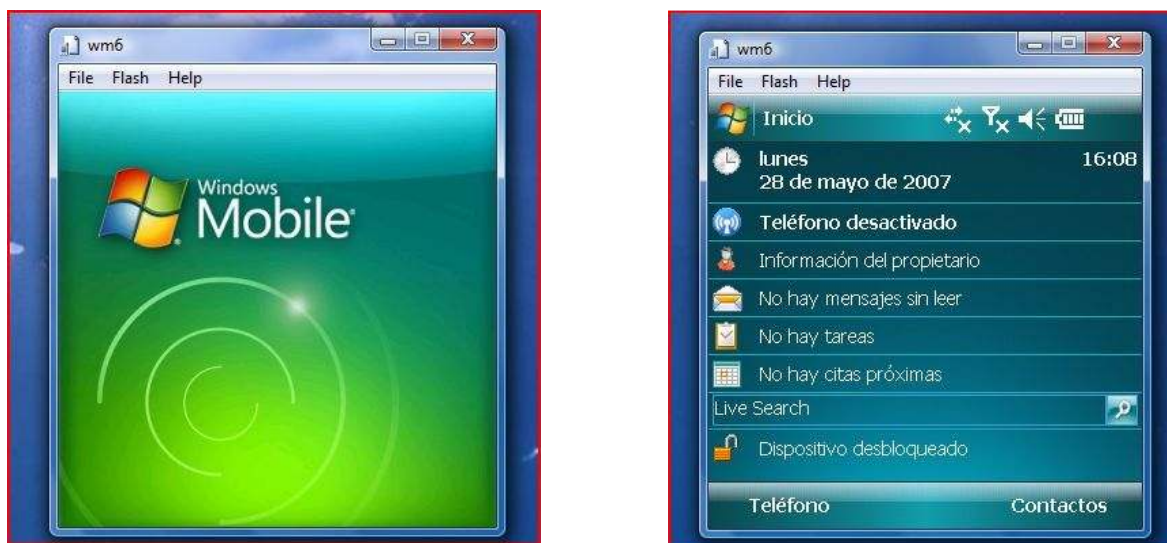 wm6
File Flash Help
Windows
Mobile
wm6
File Flash Help
Inicio
lunes 16:08
28 de mayo de 2007
Teléfono desactivado
Información del propietario
No hay mensajes sin leer
No hay tareas
No hay citas próximas
Live Search
Dispositivo desbloqueado
Teléfono Contactos